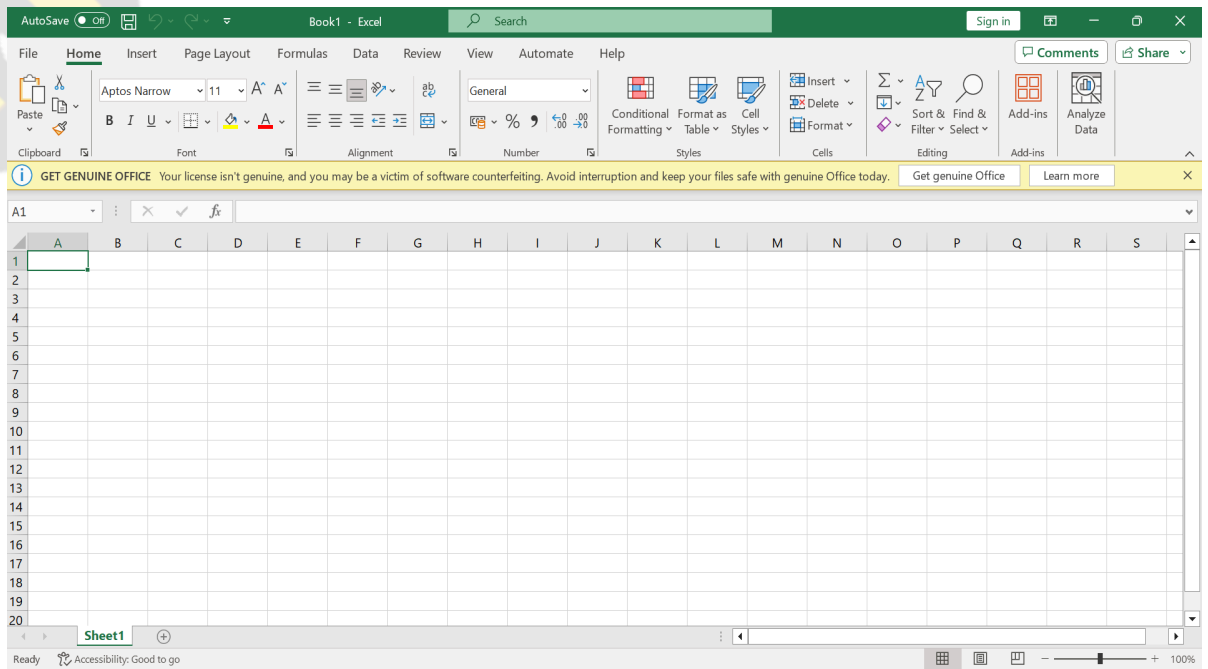 AutoSave Off Book1 - Excel Search Sign in
File Home Insert Page Layout Formulas Data Review View Automate Help Comments Share
Paste
Clipboard
Aptos Narrow 11 A^ A˅
B I U A
Font
ab
Alignment
General
% 9 .00 .00
Number
Conditional Formatting
Format as Table
Cell Styles
Styles
Insert
Delete
Format
Cells
Σ
Sort & Filter
Find & Select
Editing
Add-ins
Add-ins
Analyze Data
GET GENUINE OFFICE Your license isn't genuine, and you may be a victim of software counterfeiting. Avoid interruption and keep your files safe with genuine Office today. Get genuine Office Learn more
A1 fx
A B C D E F G H I J K L M N O P Q R S
1
2
3
4
5
6
7
8
9
10
11
12
13
14
15
16
17
18
19
20
Sheet1
Ready Accessibility: Good to go 100%